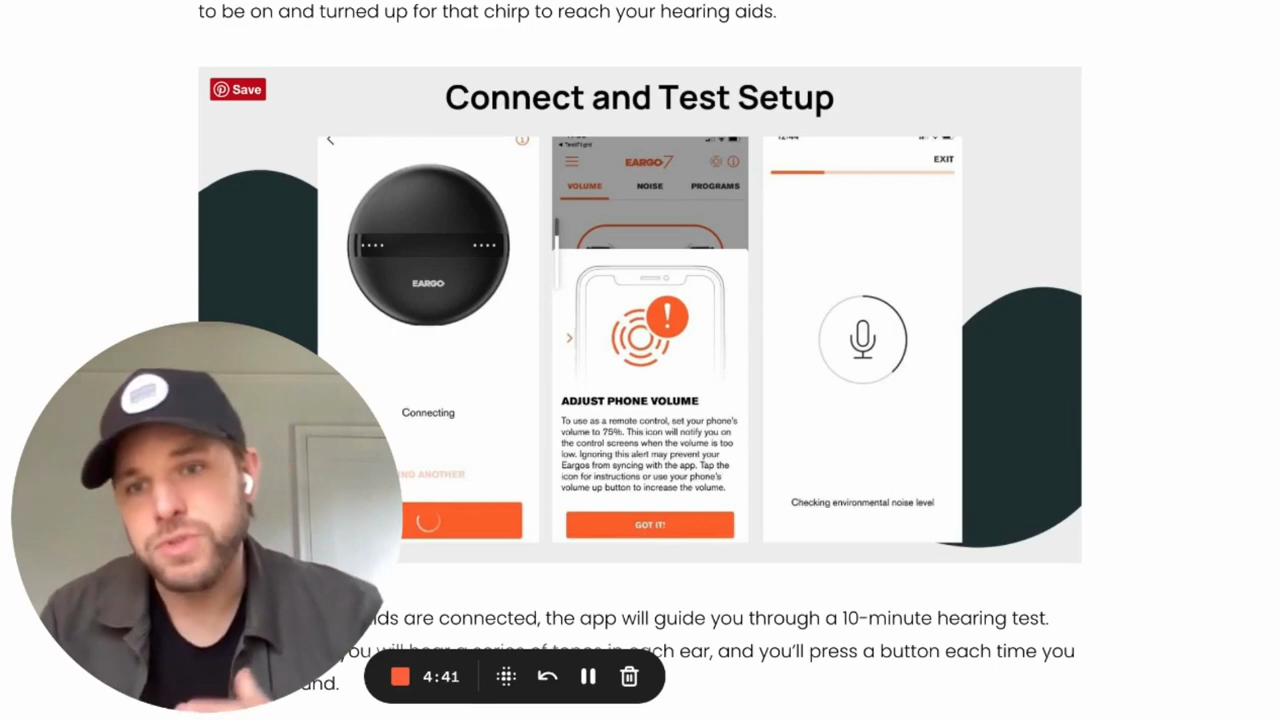 to be on and turned up for that chirp to reach your hearing aids.
Save
Connect and Test Setup
EARGO
Connecting
ANOTHER
TestFlight
EARGO 7
VOLUME NOISE PROGRAMS
ADJUST PHONE VOLUME
To use as a remote control, set your phone's
volume to 75%. This icon will notify you on
the control screens when the volume is too
low. Ignoring this alert may prevent your
Eargos from syncing with the app. Tap the
icon for instructions or use your phone's
volume up button to increase the volume.
GOT IT!
12:44
EXIT
Checking environmental noise level
are connected, the app will guide you through a 10-minute hearing test.
you will hear a series of tones in each ear, and you'll press a button each time you
4:41